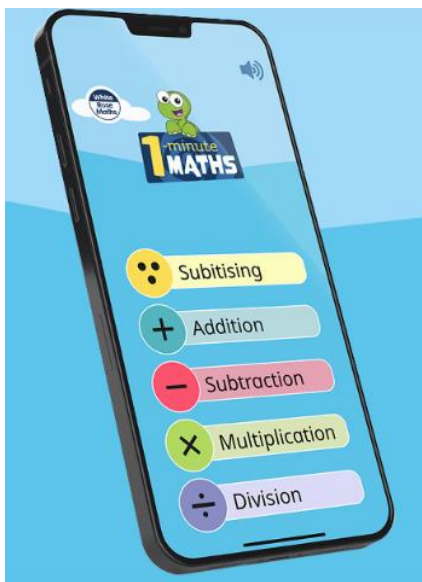 White
Rose
Maths
1-minute
MATHS
Subitising
+ Addition
− Subtraction
× Multiplication
÷ Division